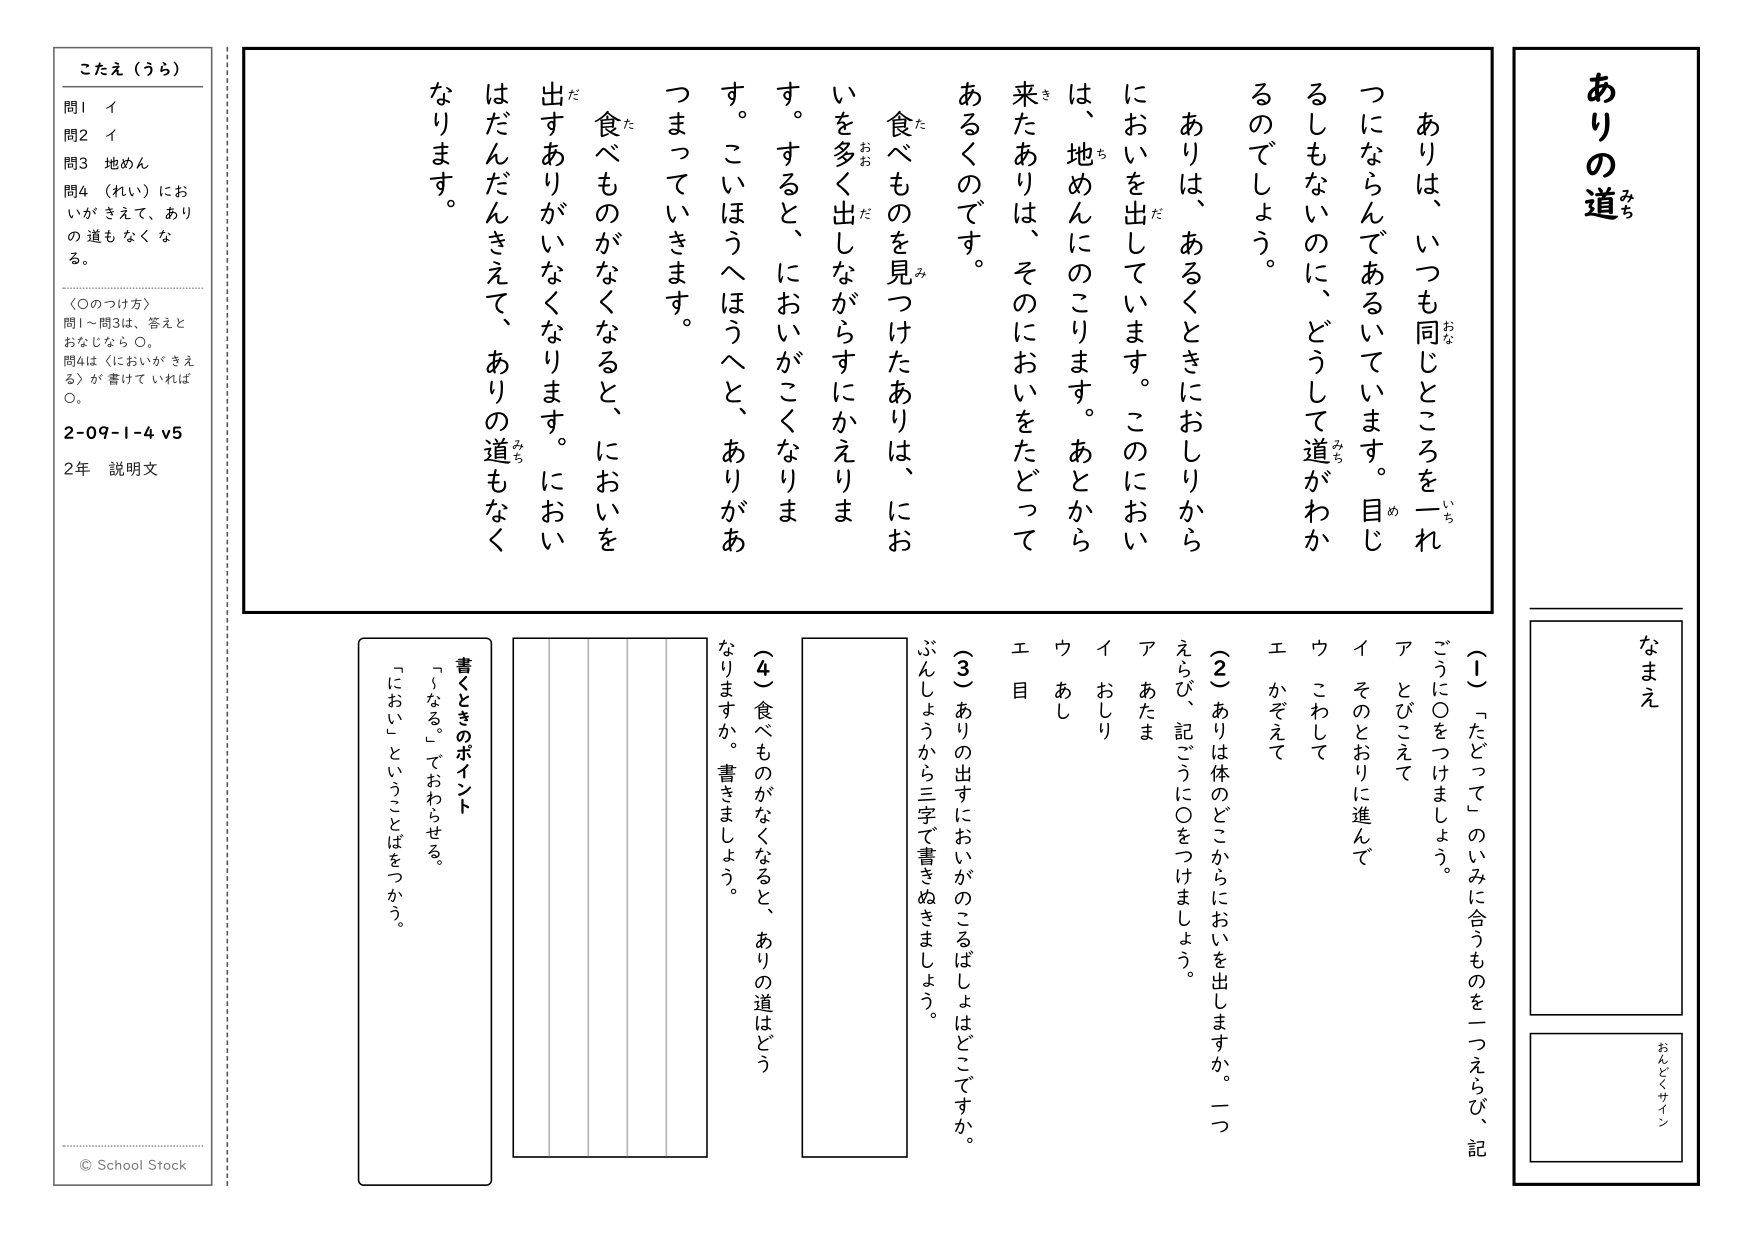 ありの道
みち
なまえ
おんどくサイン
ありは、いつも同じところを一れ
つにならんであるいています。目じ
るしもないのに、どうして道がわか
るのでしょう。
ありは、あるくときにおしりから
においを出しています。このにおい
は、地めんにのこります。あとから
来たありは、そのにおいをたどって
あるくのです。
食べものを見つけたありは、にお
いを多く出しながらすにかえりま
す。すると、においがこくなりま
す。こいほうへほうへと、ありがあ
つまっていきます。
食べものがなくなると、においを
出すありがいなくなります。におい
はだんだんきえて、ありの道もなく
なります。
おな
いち
め
みち
だ
ち
き
た
み
おお
だ
た
だ
みち
(1)「たどって」のいみに合うものを一つえらび、記
ごうに〇をつけましょう。
ア とびこえて
イ そのとおりに進んで
ウ こわして
エ かぞえて
(2)ありは体のどこからにおいを出しますか。一つ
えらび、記ごうに〇をつけましょう。
ア あたま
イ おしり
ウ あし
エ 目
(3)ありの出すにおいがのこるばしょはどこですか。
ぶんしょうから三字で書きぬきましょう。
(4)食べものがなくなると、ありの道はどう
なりますか。書きましょう。
書くときのポイント
「~なる。」でおわらせる。
「におい」ということばをつかう。
こたえ(うら)
問1 イ
問2 イ
問3 地めん
問4 (れい)にお
いが きえて、あり
の 道も なく な
る。
〈〇のつけ方〉
問1~問3は、答えと
おなじなら 〇。
問4は〈においが きえ
る〉が 書けて いれば
〇。
2-09-1-4 v5
2年 説明文
© School Stock